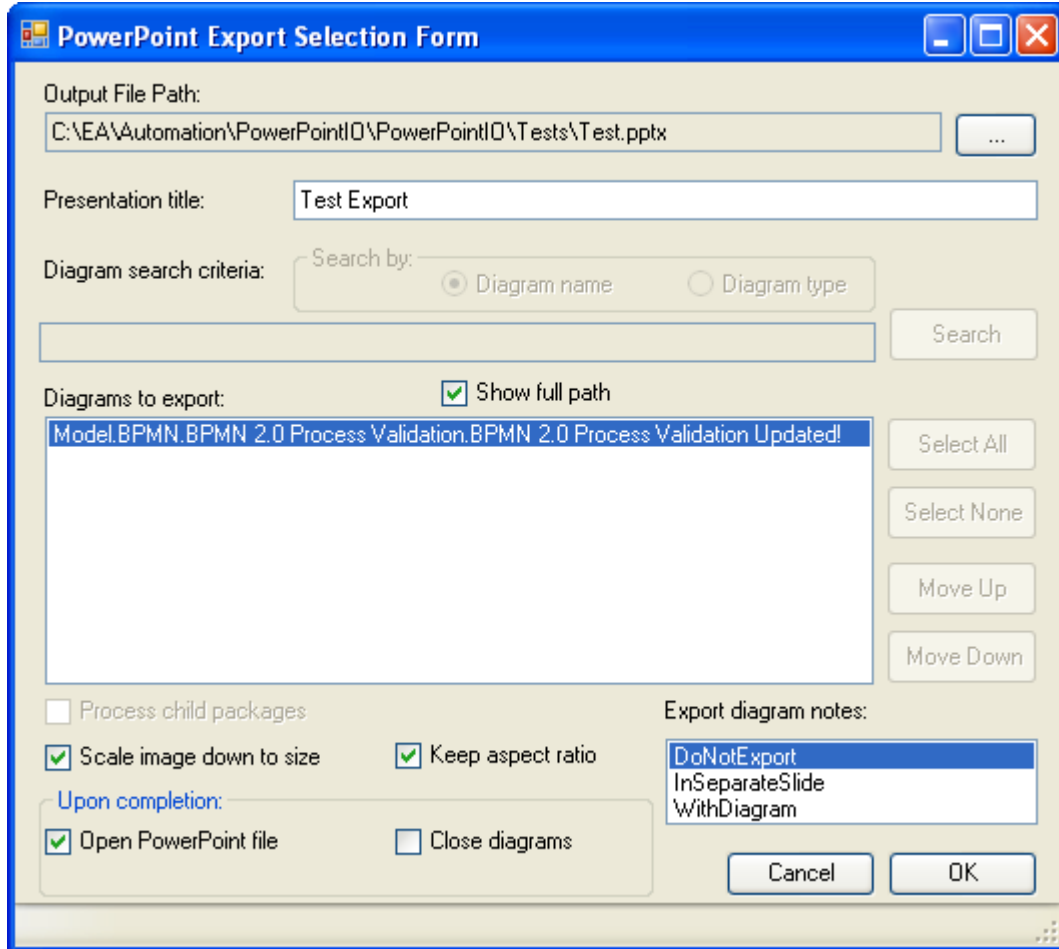 PowerPoint Export Selection Form
Output File Path:
C:\EA\Automation\PowerPointIO\PowerPointIO\Tests\Test.pptx
...
Presentation title:
Test Export
Diagram search criteria:
Search by:
Diagram name
Diagram type
Search
Diagrams to export:
Show full path
Model.BPMN.BPMN 2.0 Process Validation.BPMN 2.0 Process Validation Updated!
Select All
Select None
Move Up
Move Down
Process child packages
Export diagram notes:
Scale image down to size
Keep aspect ratio
DoNotExport
InSeparateSlide
WithDiagram
Upon completion:
Open PowerPoint file
Close diagrams
Cancel
OK